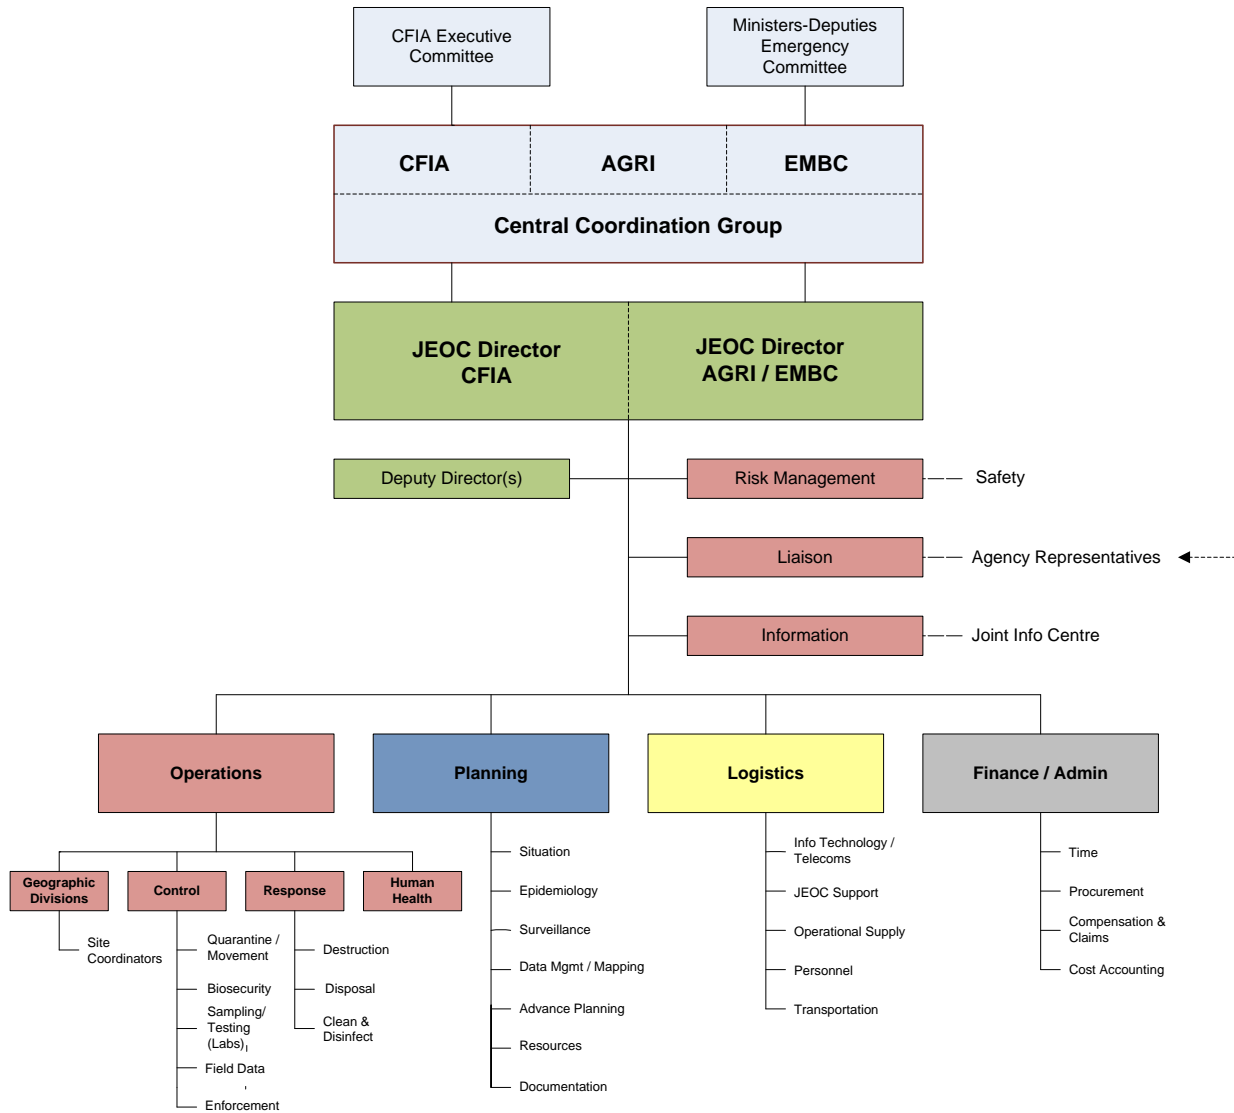 CFIA Executive
Committee
Ministers-Deputies
Emergency
Committee
CFIA
AGRI
EMBC
Central Coordination Group
JEOC Director
CFIA
JEOC Director
AGRI / EMBC
Deputy Director(s)
Risk Management
Safety
Liaison
Agency Representatives
Information
Joint Info Centre
Operations
Planning
Logistics
Finance / Admin
Geographic
Divisions
Control
Response
Human
Health
Site
Coordinators
Quarantine /
Movement
Biosecurity
Sampling/
Testing
(Labs)
Field Data
Enforcement
Destruction
Disposal
Clean &
Disinfect
Situation
Epidemiology
Surveillance
Data Mgmt / Mapping
Advance Planning
Resources
Documentation
Info Technology /
Telecoms
JEOC Support
Operational Supply
Personnel
Transportation
Time
Procurement
Compensation &
Claims
Cost Accounting